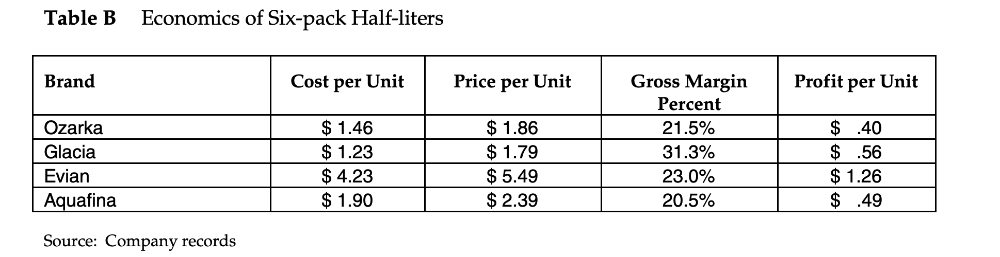 Table B Economics of Six-pack Half-liters
Brand Cost per Unit Price per Unit Gross Margin Percent Profit per Unit
Ozarka $ 1.46 $ 1.86 21.5% $ .40
Glacia $ 1.23 $ 1.79 31.3% $ .56
Evian $ 4.23 $ 5.49 23.0% $ 1.26
Aquafina $ 1.90 $ 2.39 20.5% $ .49
Source: Company records